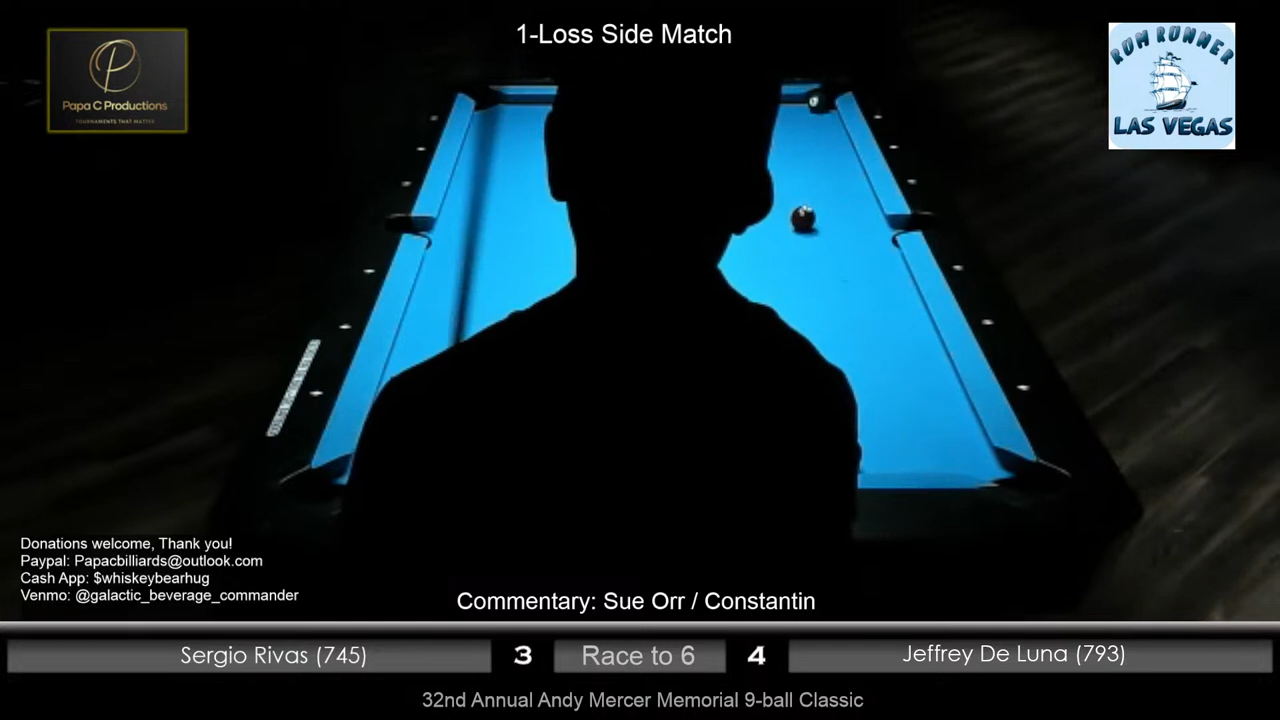 1-Loss Side Match
P
Papa C Productions
TOURNAMENTS THAT MATTER
RUM RUNNER
LAS VEGAS
Donations welcome, Thank you!
Paypal: Papacbilliards@outlook.com
Cash App: $whiskeybearhug
Venmo: @galactic_beverage_commander
Commentary: Sue Orr / Constantin
Sergio Rivas (745) 3 Race to 6 4 Jeffrey De Luna (793)
32nd Annual Andy Mercer Memorial 9-ball Classic